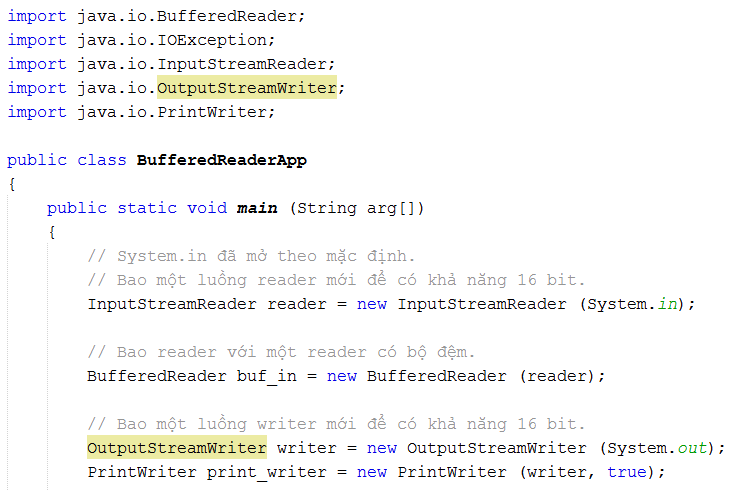 import java.io.BufferedReader;
import java.io.IOException;
import java.io.InputStreamReader;
import java.io.OutputStreamWriter;
import java.io.PrintWriter;
public class BufferedReaderApp
{
public static void main (String arg[])
{
// System.in đã mở theo mặc định.
// Bao một luồng reader mới để có khả năng 16 bit.
InputStreamReader reader = new InputStreamReader (System.in);
// Bao reader với một reader có bộ đệm.
BufferedReader buf_in = new BufferedReader (reader);
// Bao một luồng writer mới để có khả năng 16 bit.
OutputStreamWriter writer = new OutputStreamWriter (System.out);
PrintWriter print_writer = new PrintWriter (writer, true);